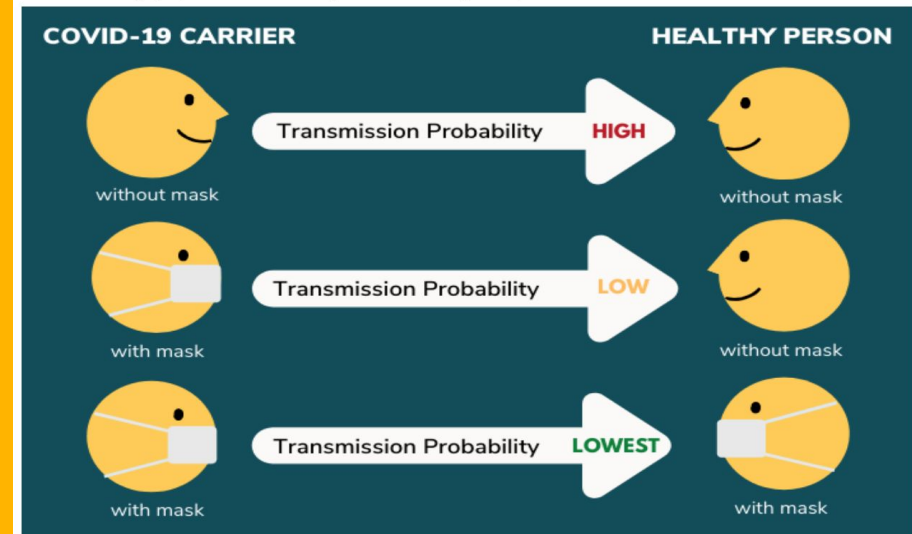 COVID-19 CARRIER
HEALTHY PERSON
Transmission Probability HIGH
without mask
without mask
Transmission Probability LOW
with mask
without mask
Transmission Probability LOWEST
with mask
with mask